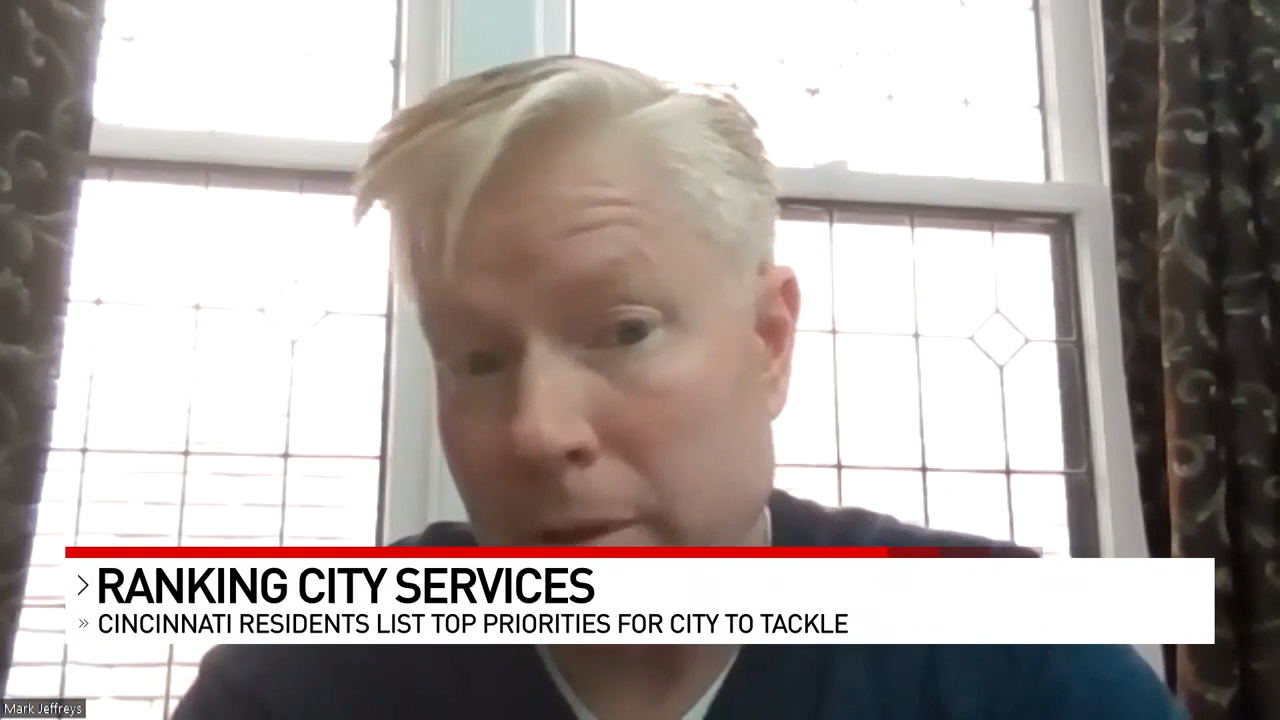 RANKING CITY SERVICES
CINCINNATI RESIDENTS LIST TOP PRIORITIES FOR CITY TO TACKLE
Mark Jeffreys